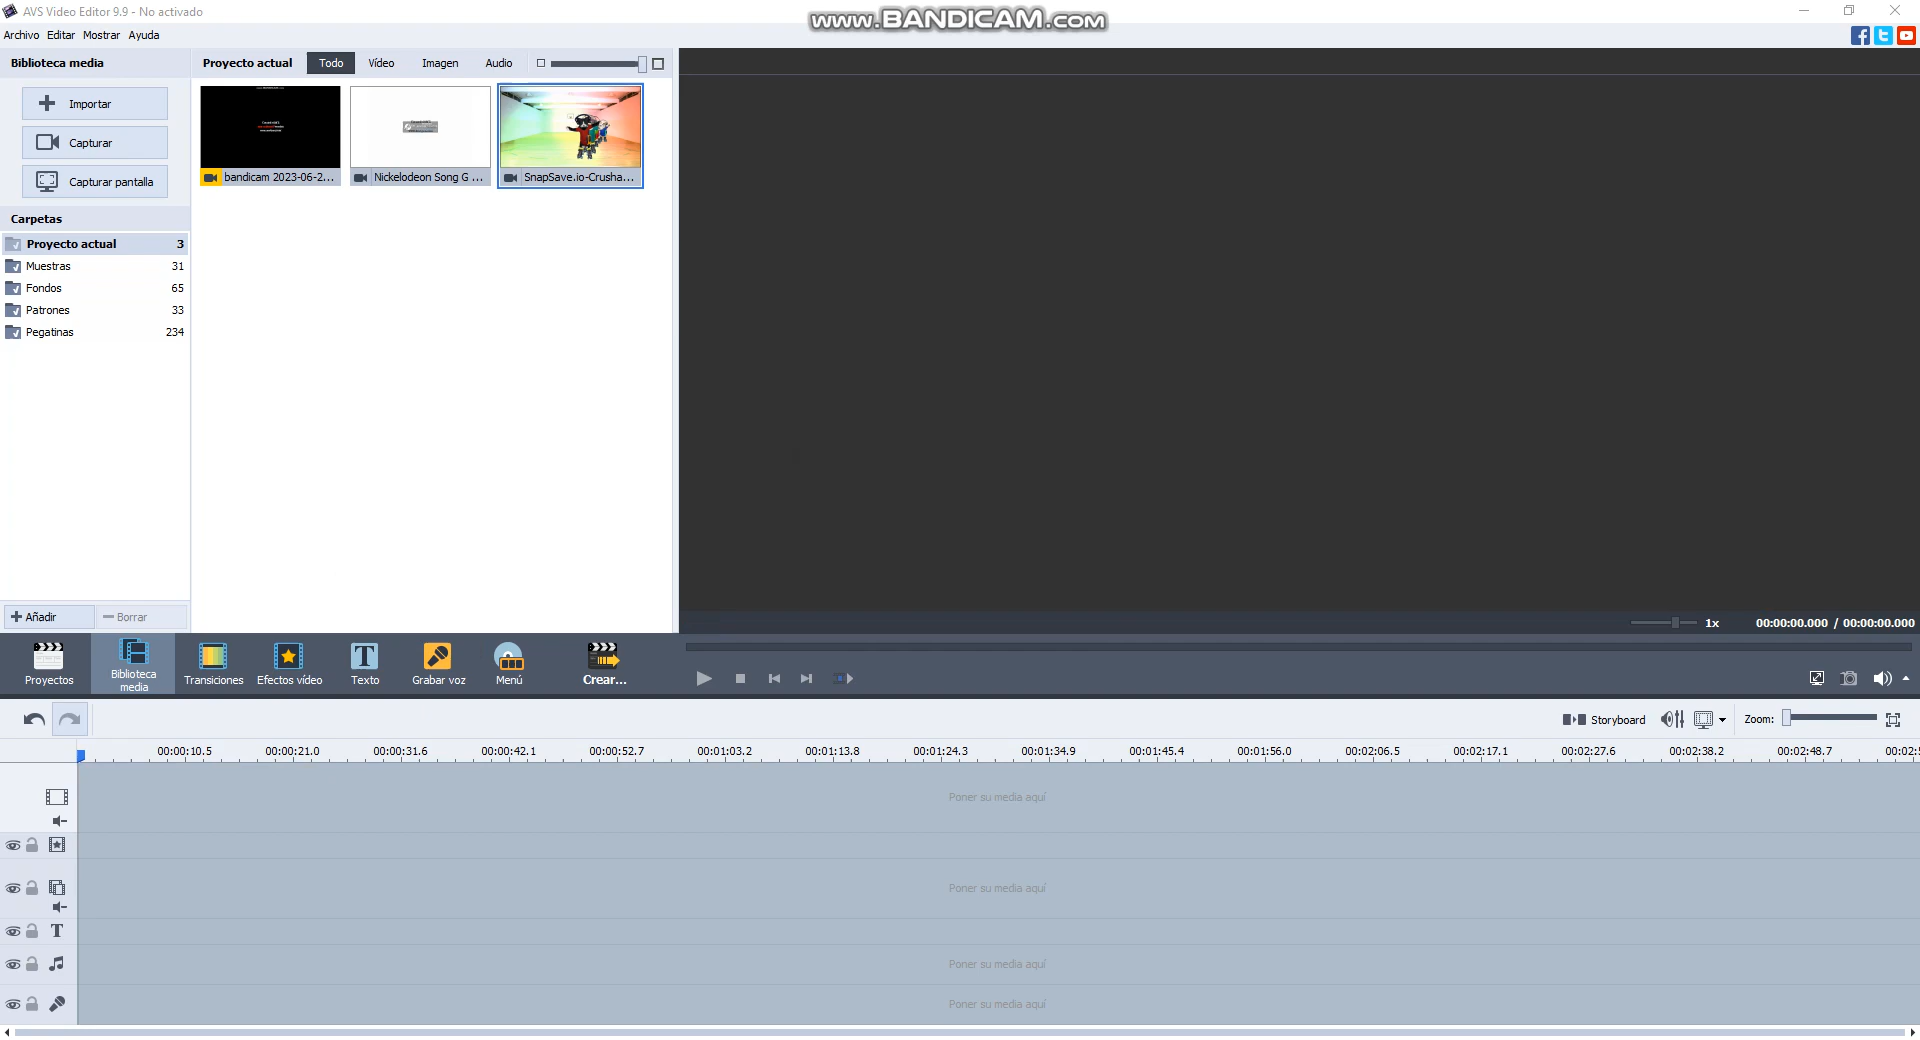 AVS Video Editor 9.9 - No activado
www.BANDICAM.com
Archivo Editar Mostrar Ayuda
Biblioteca media
Proyecto actual Todo Vídeo Imagen Audio
Importar
Capturar
Capturar pantalla
bandicam 2023-06-2...
Nickelodeon Song G ...
SnapSave.io-Crusha...
Carpetas
Proyecto actual 3
Muestras 31
Fondos 65
Patrones 33
Pegatinas 234
Añadir Borrar
1x 00:00:00.000 / 00:00:00.000
Proyectos
Biblioteca media
Transiciones
Efectos vídeo
Texto
Grabar voz
Menú
Crear...
Storyboard Zoom:
00:00:10.5 00:00:21.0 00:00:31.6 00:00:42.1 00:00:52.7 00:01:03.2 00:01:13.8 00:01:24.3 00:01:34.9 00:01:45.4 00:01:56.0 00:02:06.5 00:02:17.1 00:02:27.6 00:02:38.2 00:02:48.7 00:02:5
Poner su media aquí
Poner su media aquí
T
Poner su media aquí
Poner su media aquí